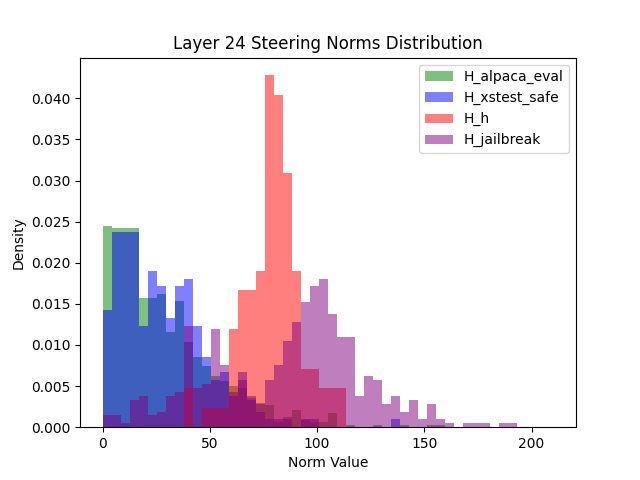 Layer 24 Steering Norms Distribution
H_alpaca_eval
H_xstest_safe
H_h
H_jailbreak
0.040
0.035
0.030
0.025
0.020
0.015
0.010
0.005
0.000
Density
0 50 100 150 200
Norm Value